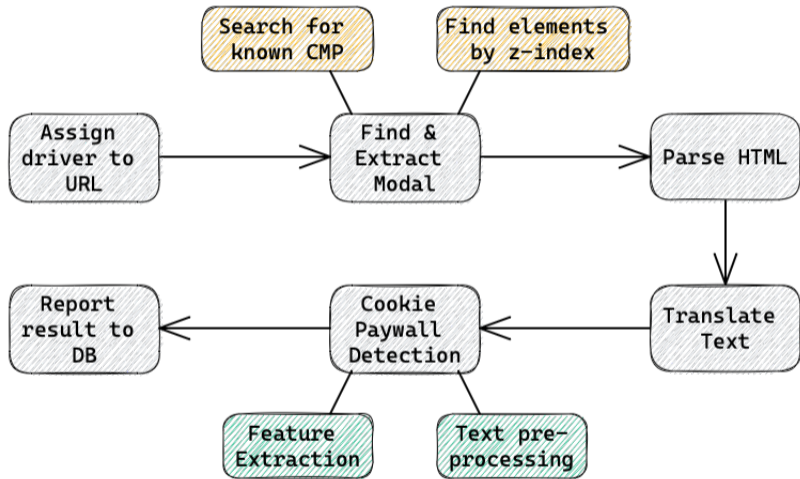 Search for
known CMP
Find elements
by z-index
Assign
driver to
URL
Find &
Extract
Modal
Parse HTML
Report
result to
DB
Cookie
Paywall
Detection
Translate
Text
Feature
Extraction
Text pre-
processing